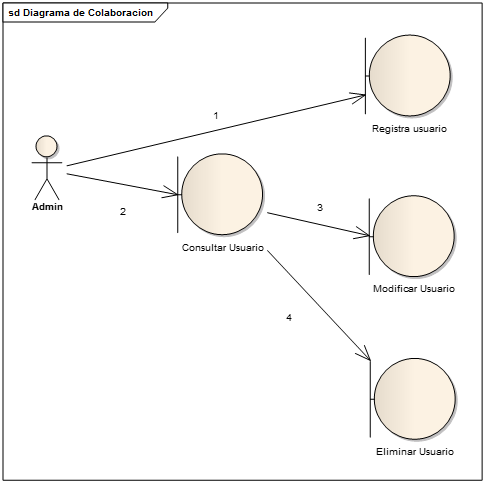 sd Diagrama de Colaboracion
1
Registra usuario
Admin
2
Consultar Usuario
3
Modificar Usuario
4
Eliminar Usuario